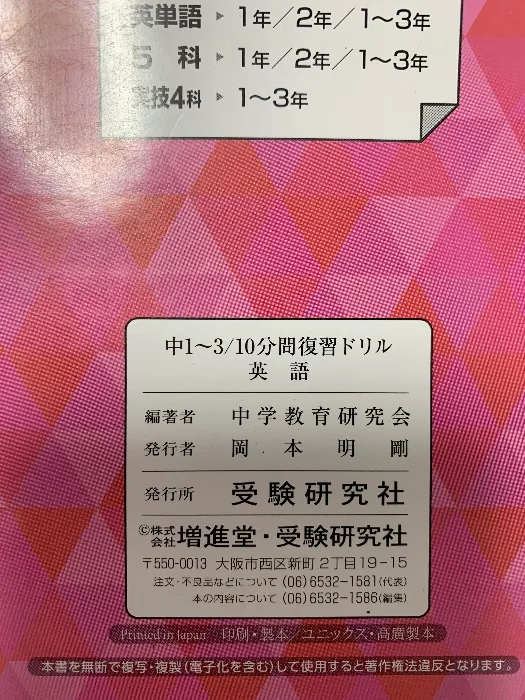 英単語 ▶ 1年/2年/1〜3年
5 科 ▶ 1年/2年/1〜3年
実技4科 ▶ 1〜3年
中1〜3/10分間復習ドリル
英 語
編著者 中学教育研究会
発行者 岡本明剛
発行所 受験研究社
©株式会社 増進堂・受験研究社
〒550-0013 大阪市西区新町2丁目19-15
注文・不良品などについて (06)6532-1581(代表)
本の内容について (06)6532-1586(編集)
Printed in Japan 印刷・製本/ユニックス・高廣製本
本書を無断で複写・複製(電子化を含む)して使用すると著作権法違反となります。